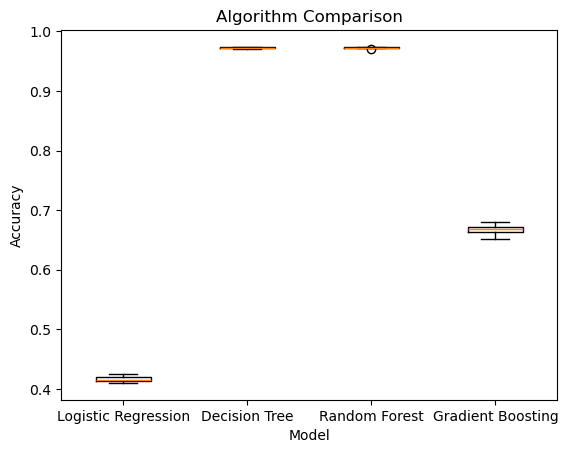 Algorithm Comparison
1.0
0.9
0.8
0.7
0.6
0.5
0.4
Accuracy
Logistic Regression
Decision Tree
Random Forest
Gradient Boosting
Model